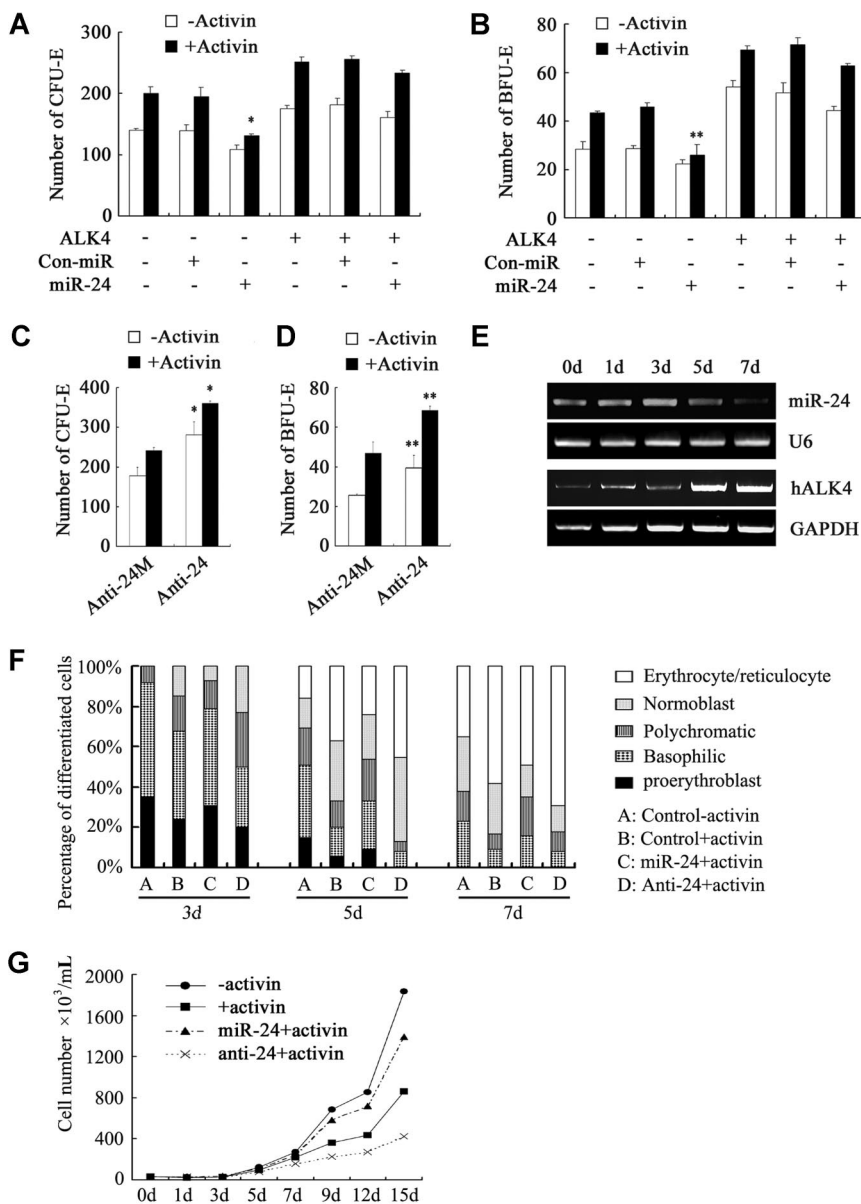 A
-Activin
+Activin
Number of CFU-E
300
200
100
0
*
ALK4 - - - + + +
Con-miR - + - - + -
miR-24 - - + - - +
B
-Activin
+Activin
Number of BFU-E
80
60
40
20
0
**
ALK4 - - - + + +
Con-miR - + - - + -
miR-24 - - + - - +
C
-Activin
+Activin
Number of CFU-E
400
300
200
100
0
* *
Anti-24M Anti-24
D
-Activin
+Activin
Number of BFU-E
80
60
40
20
0
** **
Anti-24M Anti-24
E
0d 1d 3d 5d 7d
miR-24
U6
hALK4
GAPDH
F
Percentage of differentiated cells
100%
80%
60%
40%
20%
0%
A B C D A B C D A B C D
3d 5d 7d
Erythrocyte/reticulocyte
Normoblast
Polychromatic
Basophilic
proerythroblast
A: Control-activin
B: Control+activin
C: miR-24+activin
D: Anti-24+activin
G
Cell number ×10³/mL
2000
1600
1200
800
400
0
-activin
+activin
miR-24+activin
anti-24+activin
0d 1d 3d 5d 7d 9d 12d 15d